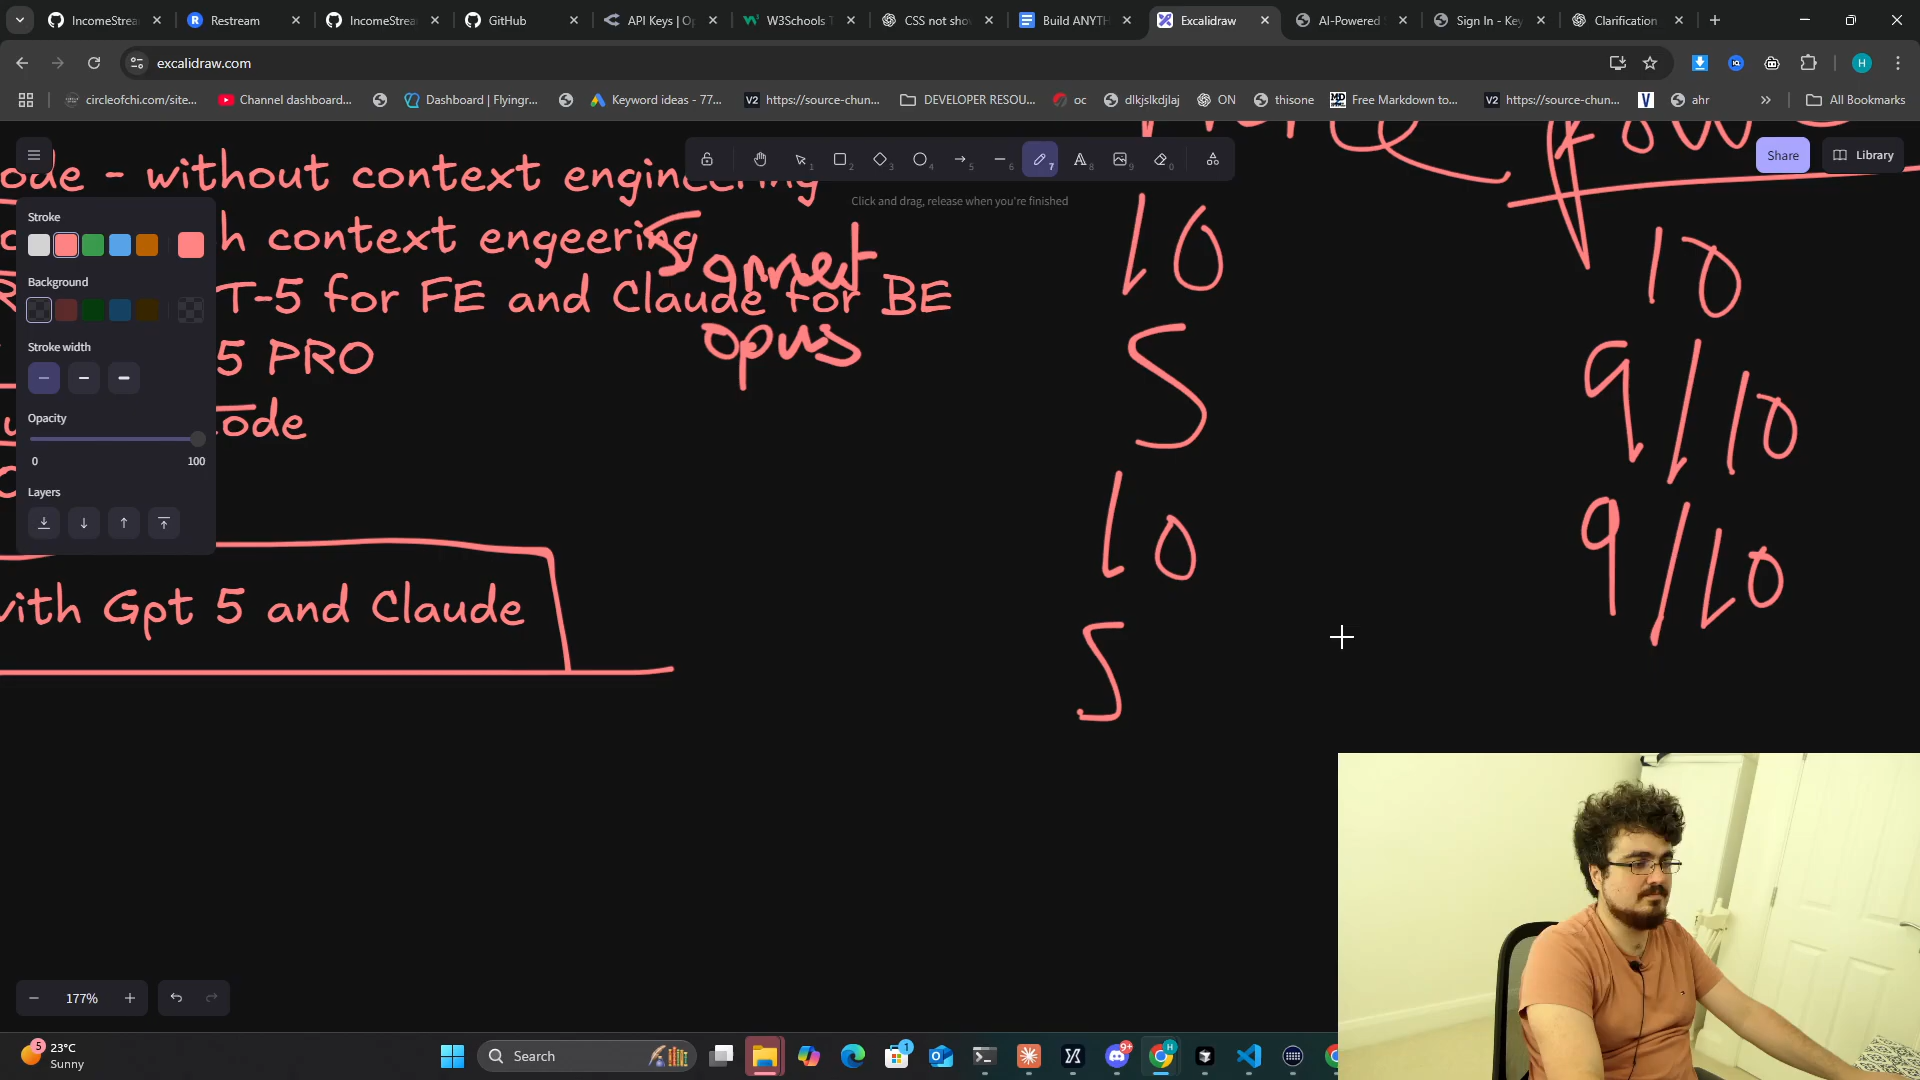 IncomeStrea
Restream
IncomeStrea
GitHub
API Keys | O
W3Schools T
CSS not sho
Build ANYTH
Excalidraw
AI-Powered
Sign In - Key
Clarification
excalidraw.com
circleofchi.com/site...
Channel dashboard...
Dashboard | Flyingr...
Keyword ideas - 77...
https://source-chun...
DEVELOPER RESOU...
oc
dlkjslkdjlaj
ON
thisone
Free Markdown to...
https://source-chun...
ahr
All Bookmarks
Share
Library
Click and drag, release when you're finished
ode - without context engineering
h context engeering
Sonnet
T-5 for FE and Claude for BE
5 PRO
opus
code
with Gpt 5 and Claude
10
5
10
5
10
9/10
9/10
Stroke
Background
Stroke width
Opacity
0 100
Layers
177%
23°C
Sunny
Search